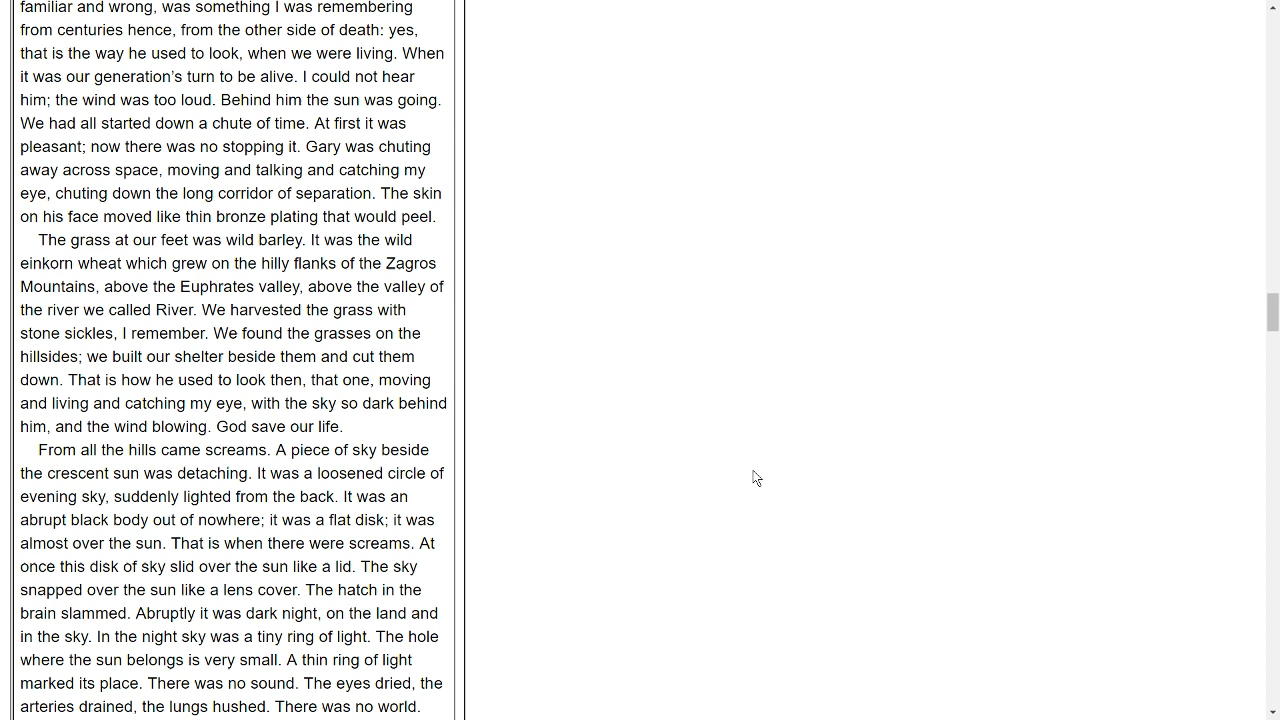 familiar and wrong, was something I was remembering
from centuries hence, from the other side of death: yes,
that is the way he used to look, when we were living. When
it was our generation’s turn to be alive. I could not hear
him; the wind was too loud. Behind him the sun was going.
We had all started down a chute of time. At first it was
pleasant; now there was no stopping it. Gary was chuting
away across space, moving and talking and catching my
eye, chuting down the long corridor of separation. The skin
on his face moved like thin bronze plating that would peel.
The grass at our feet was wild barley. It was the wild
einkorn wheat which grew on the hilly flanks of the Zagros
Mountains, above the Euphrates valley, above the valley of
the river we called River. We harvested the grass with
stone sickles, I remember. We found the grasses on the
hillsides; we built our shelter beside them and cut them
down. That is how he used to look then, that one, moving
and living and catching my eye, with the sky so dark behind
him, and the wind blowing. God save our life.
From all the hills came screams. A piece of sky beside
the crescent sun was detaching. It was a loosened circle of
evening sky, suddenly lighted from the back. It was an
abrupt black body out of nowhere; it was a flat disk; it was
almost over the sun. That is when there were screams. At
once this disk of sky slid over the sun like a lid. The sky
snapped over the sun like a lens cover. The hatch in the
brain slammed. Abruptly it was dark night, on the land and
in the sky. In the night sky was a tiny ring of light. The hole
where the sun belongs is very small. A thin ring of light
marked its place. There was no sound. The eyes dried, the
arteries drained, the lungs hushed. There was no world.